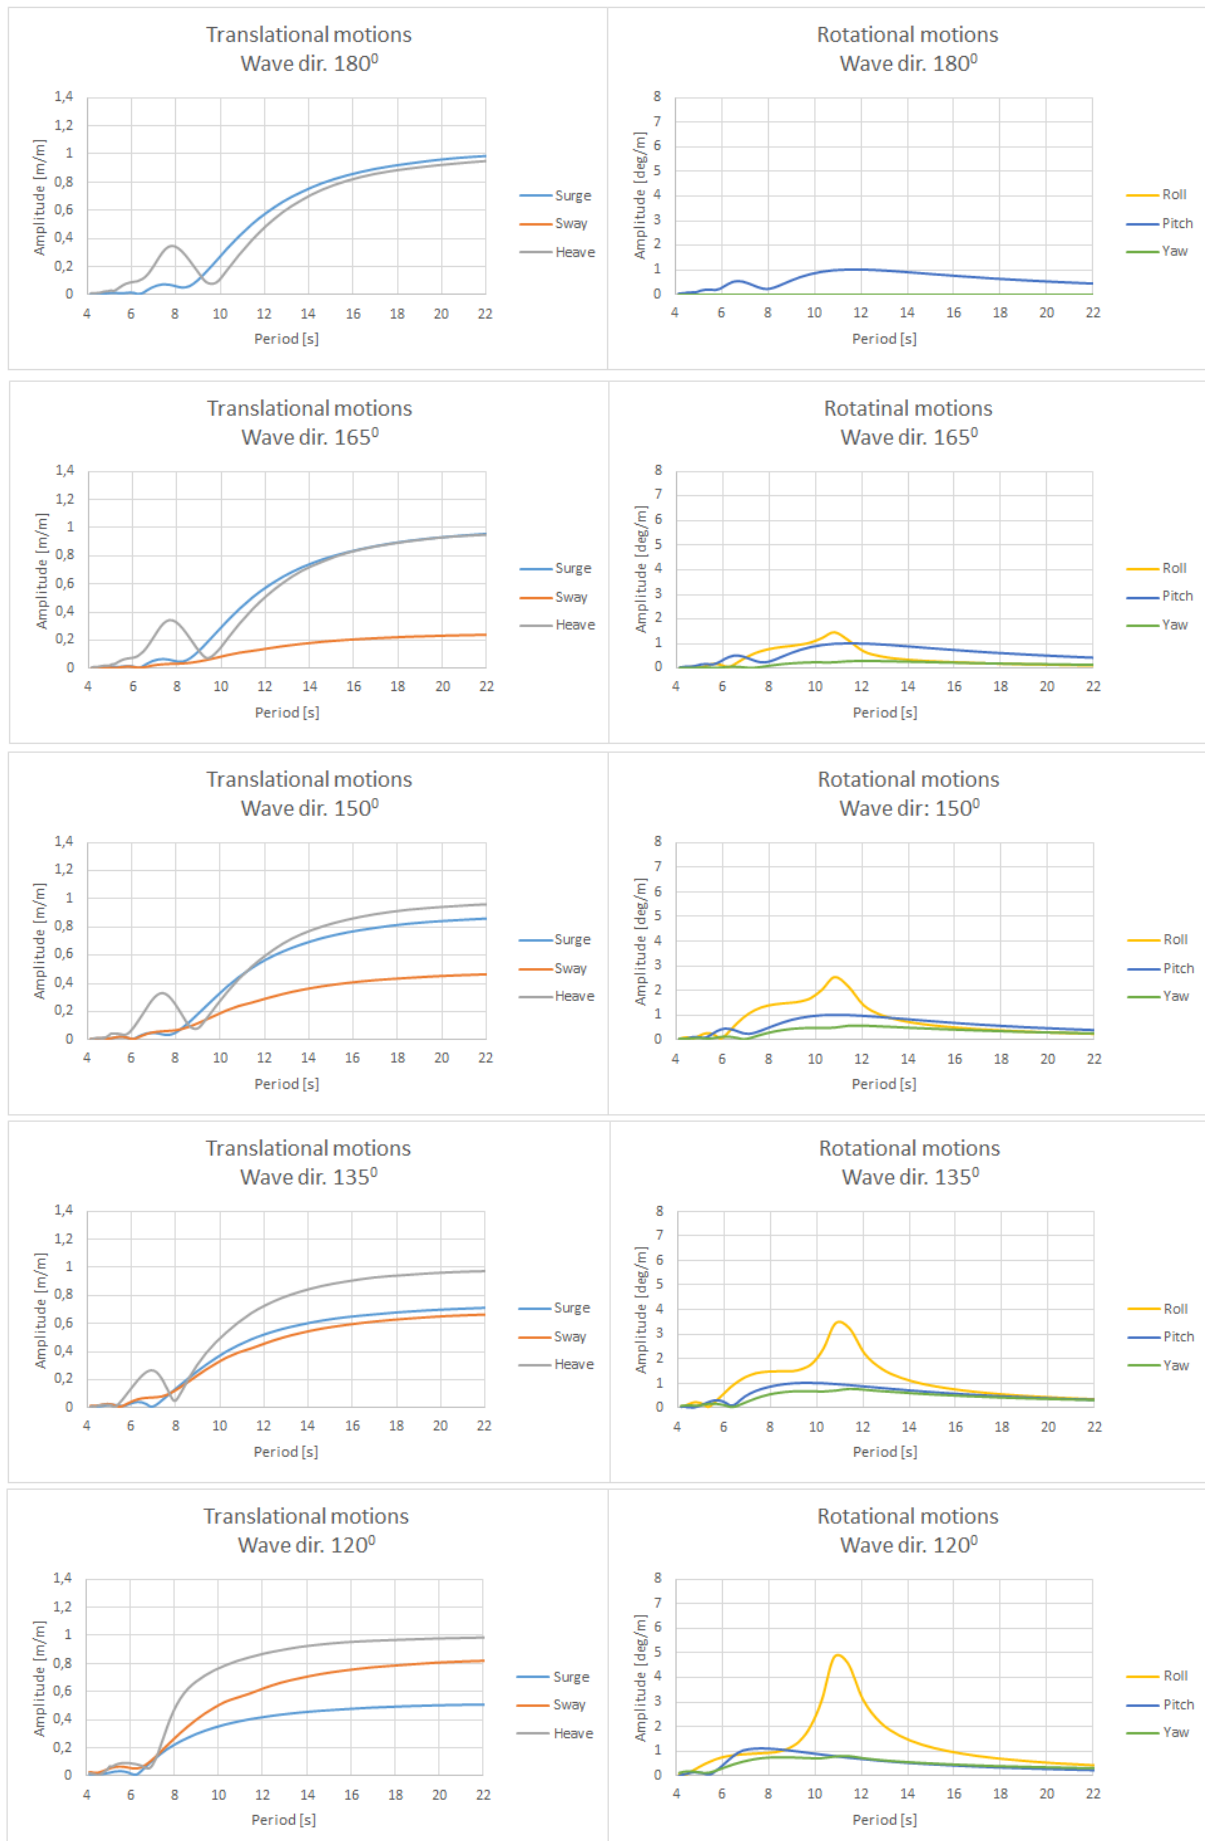 Translational motions
Wave dir. 180⁰
Amplitude [m/m]
1,4
1,2
1
0,8
0,6
0,4
0,2
0
4 6 8 10 12 14 16 18 20 22
Period [s]
Surge
Sway
Heave
Rotational motions
Wave dir. 180⁰
Amplitude [deg/m]
8
7
6
5
4
3
2
1
0
4 6 8 10 12 14 16 18 20 22
Period [s]
Roll
Pitch
Yaw
Translational motions
Wave dir. 165⁰
Amplitude [m/m]
1,4
1,2
1
0,8
0,6
0,4
0,2
0
4 6 8 10 12 14 16 18 20 22
Period [s]
Surge
Sway
Heave
Rotatinal motions
Wave dir. 165⁰
Amplitude [deg/m]
8
7
6
5
4
3
2
1
0
4 6 8 10 12 14 16 18 20 22
Period [s]
Roll
Pitch
Yaw
Translational motions
Wave dir. 150⁰
Amplitude [m/m]
1,4
1,2
1
0,8
0,6
0,4
0,2
0
4 6 8 10 12 14 16 18 20 22
Period [s]
Surge
Sway
Heave
Rotational motions
Wave dir: 150⁰
Amplitude [deg/m]
8
7
6
5
4
3
2
1
0
4 6 8 10 12 14 16 18 20 22
Period [s]
Roll
Pitch
Yaw
Translational motions
Wave dir. 135⁰
Amplitude [m/m]
1,4
1,2
1
0,8
0,6
0,4
0,2
0
4 6 8 10 12 14 16 18 20 22
Period [s]
Surge
Sway
Heave
Rotational motions
Wave dir. 135⁰
Amplitude [deg/m]
8
7
6
5
4
3
2
1
0
4 6 8 10 12 14 16 18 20 22
Period [s]
Roll
Pitch
Yaw
Translational motions
Wave dir. 120⁰
Amplitude [m/m]
1,4
1,2
1
0,8
0,6
0,4
0,2
0
4 6 8 10 12 14 16 18 20 22
Period [s]
Surge
Sway
Heave
Rotational motions
Wave dir. 120⁰
Amplitude [deg/m]
8
7
6
5
4
3
2
1
0
4 6 8 10 12 14 16 18 20 22
Period [s]
Roll
Pitch
Yaw